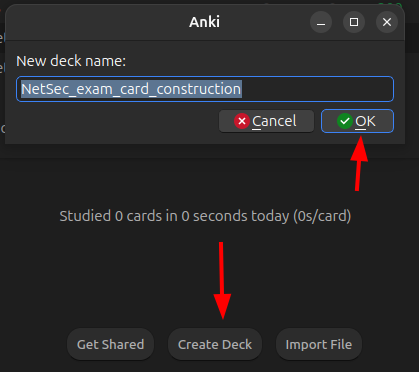 Anki
New deck name:
NetSec_exam_card_construction
Cancel OK
Studied 0 cards in 0 seconds today (0s/card)
Get Shared Create Deck Import File